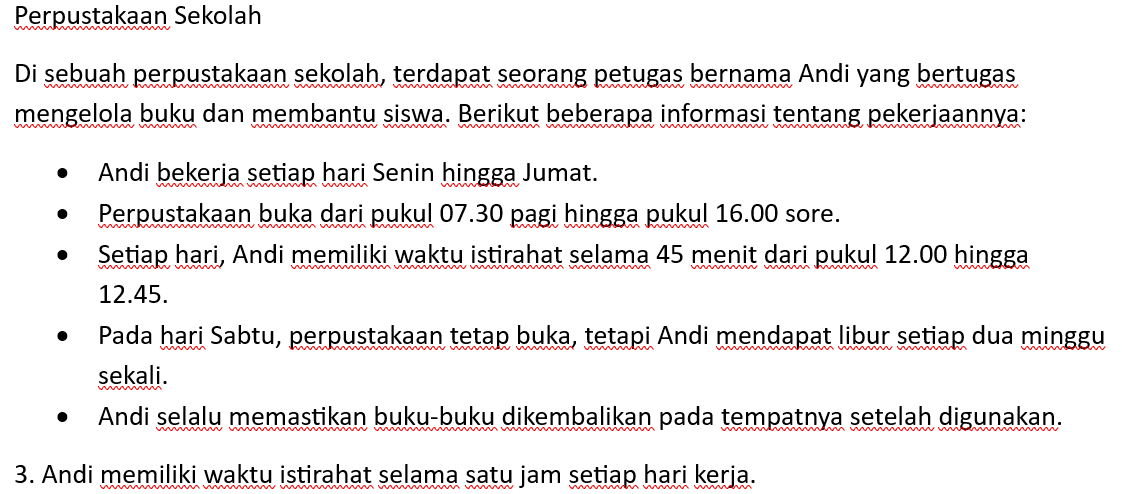 Perpustakaan Sekolah
Di sebuah perpustakaan sekolah, terdapat seorang petugas bernama Andi yang bertugas
mengelola buku dan membantu siswa. Berikut beberapa informasi tentang pekerjaannya:
• Andi bekerja setiap hari Senin hingga Jumat.
• Perpustakaan buka dari pukul 07.30 pagi hingga pukul 16.00 sore.
• Setiap hari, Andi memiliki waktu istirahat selama 45 menit dari pukul 12.00 hingga
12.45.
• Pada hari Sabtu, perpustakaan tetap buka, tetapi Andi mendapat libur setiap dua minggu
sekali.
• Andi selalu memastikan buku-buku dikembalikan pada tempatnya setelah digunakan.
3. Andi memiliki waktu istirahat selama satu jam setiap hari kerja.